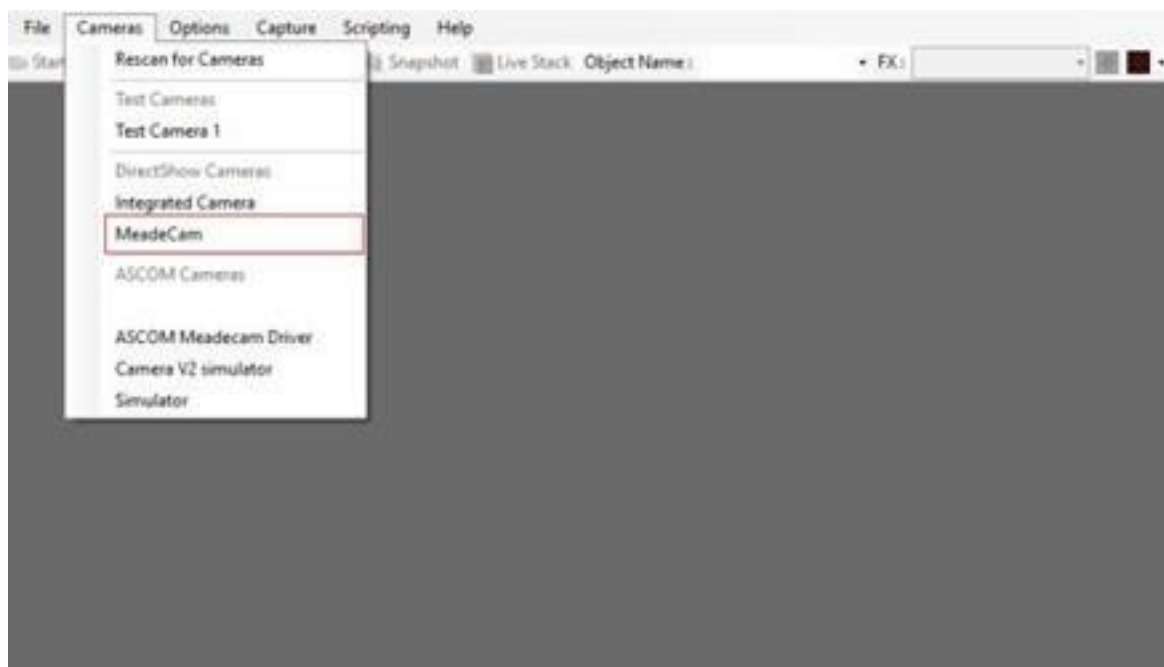 File Cameras Options Capture Scripting Help
Star Snapshot Live Stack Object Name : FX :
Rescan for Cameras
Test Cameras
Test Camera 1
DirectShow Cameras
Integrated Camera
MeadeCam
ASCOM Cameras
ASCOM Meadecam Driver
Camera V2 simulator
Simulator